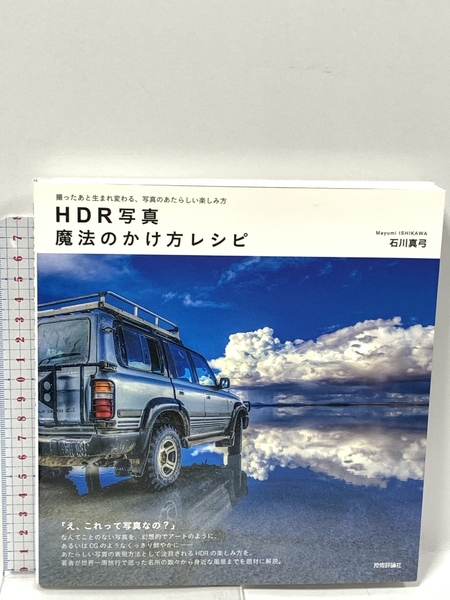 撮ったあと生まれ変わる、写真のあたらしい楽しみ方
HDR写真
魔法のかけ方レシピ
Mayumi ISHIKAWA
石川真弓
「え、これって写真なの?」
なんてことのない写真を、幻想的でアートのように、
あるいはCGのようなくっきり鮮やかに――
あたらしい写真の表現方法として注目されるHDRの楽しみ方を、
著者が世界一周旅行で巡った名所の数々から身近な風景までを題材に解説。
技術評論社